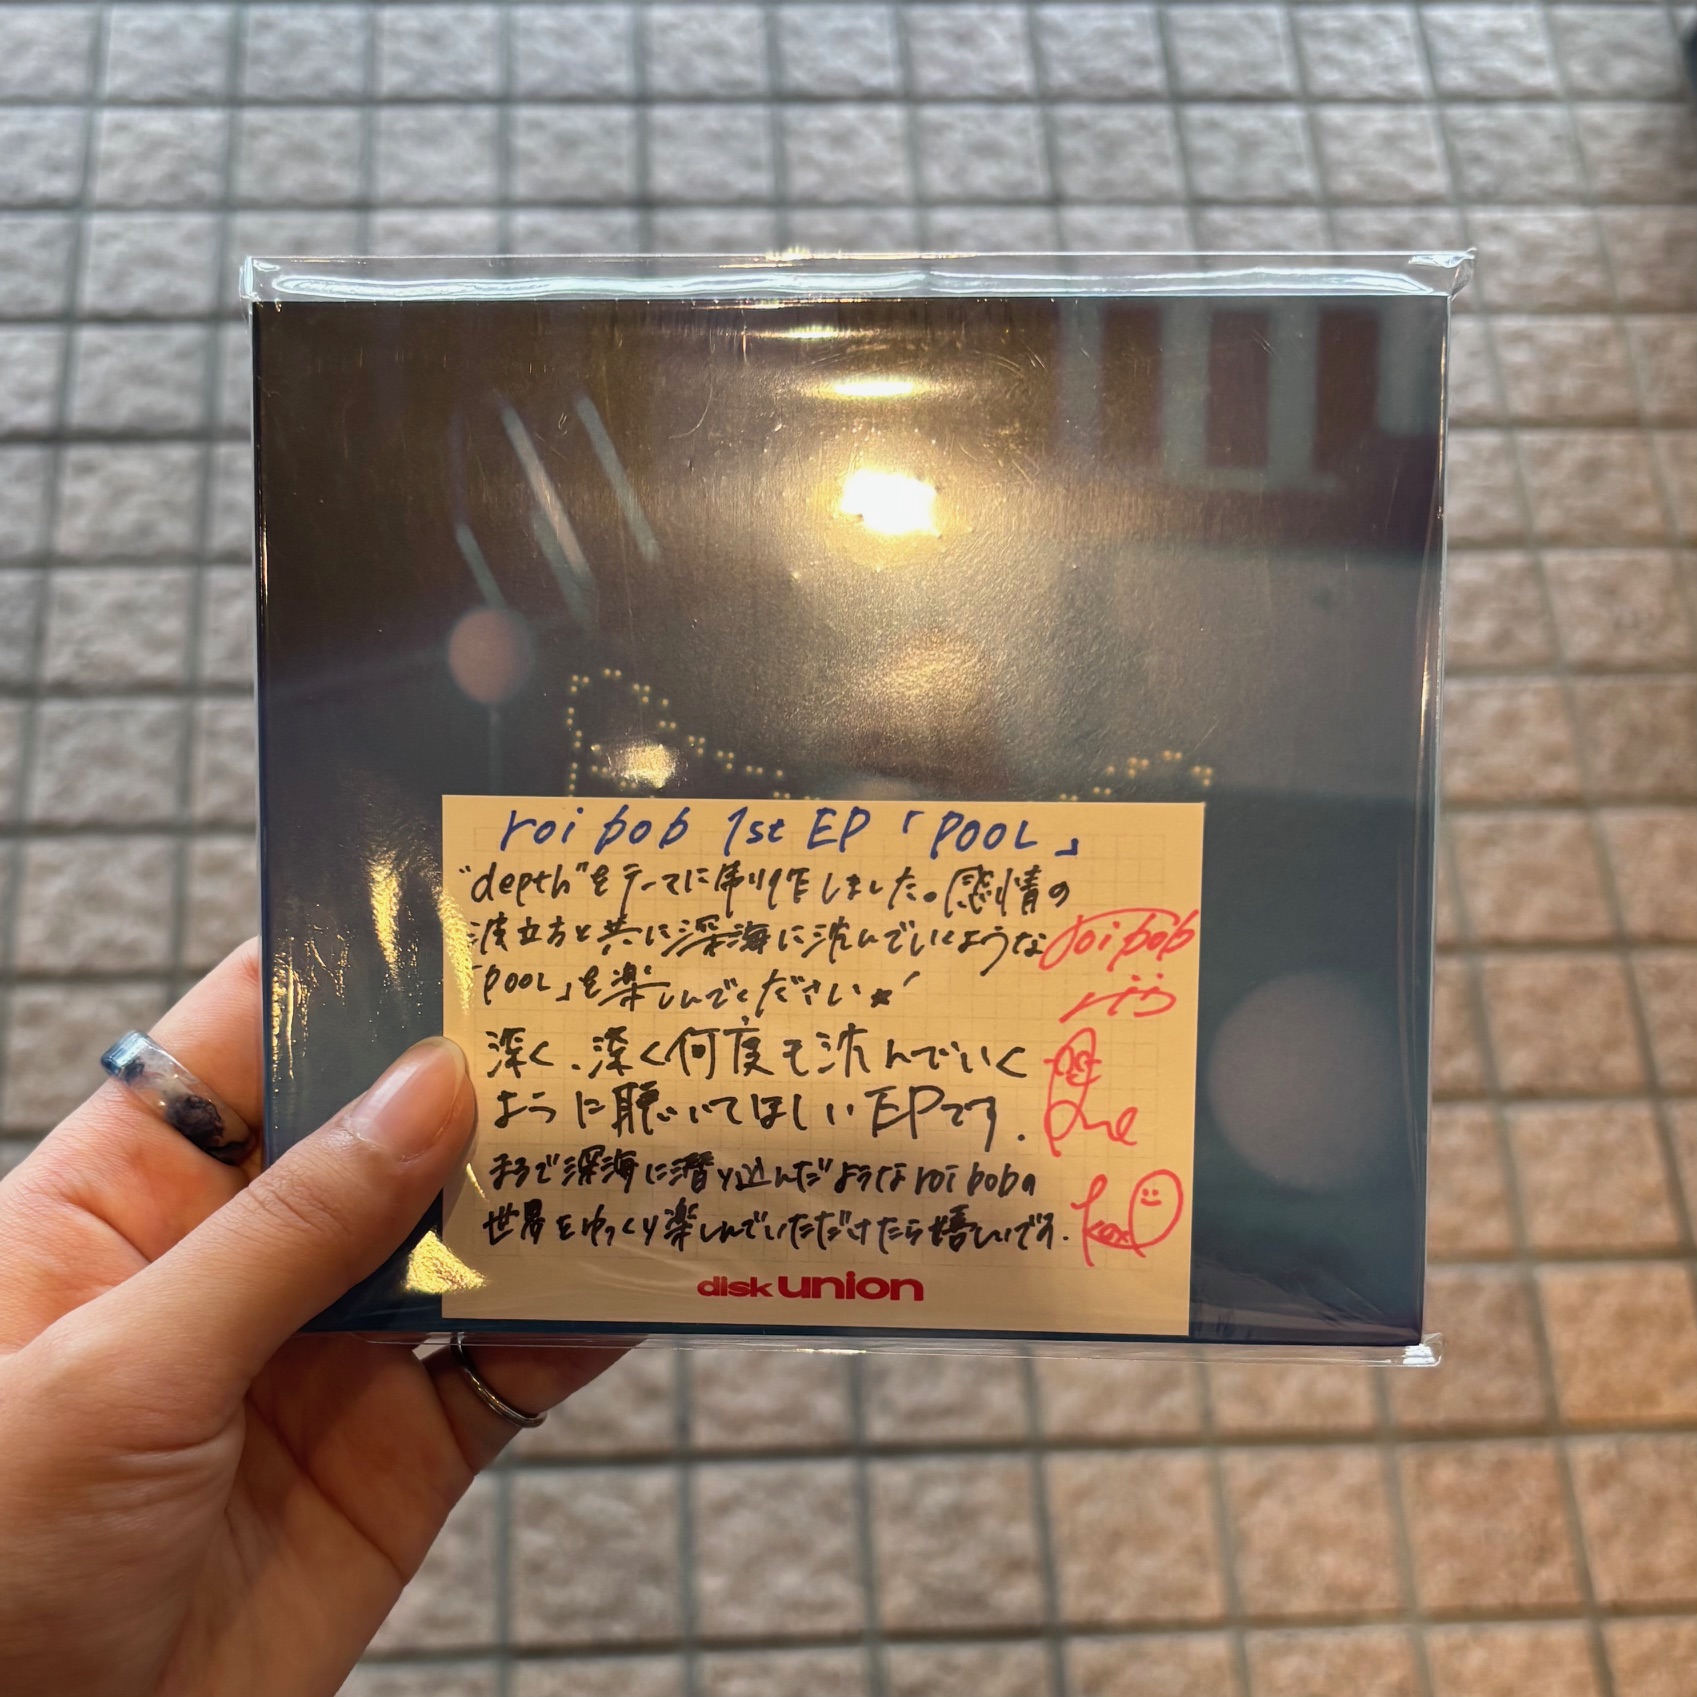 roi bob 1st EP「POOL」
"depth"をテーマに制作しました。感情の
波立方と共に深海に沈んでいくような
「POOL」を楽しんでください★!
深く、深く何度も沈んでいく
ように聴いてほしいEPです.
まるで深海に潜り込んだようなroi bobの
世界をゆっくり楽しんでいただけたら嬉しいです.
roi bob
disk union